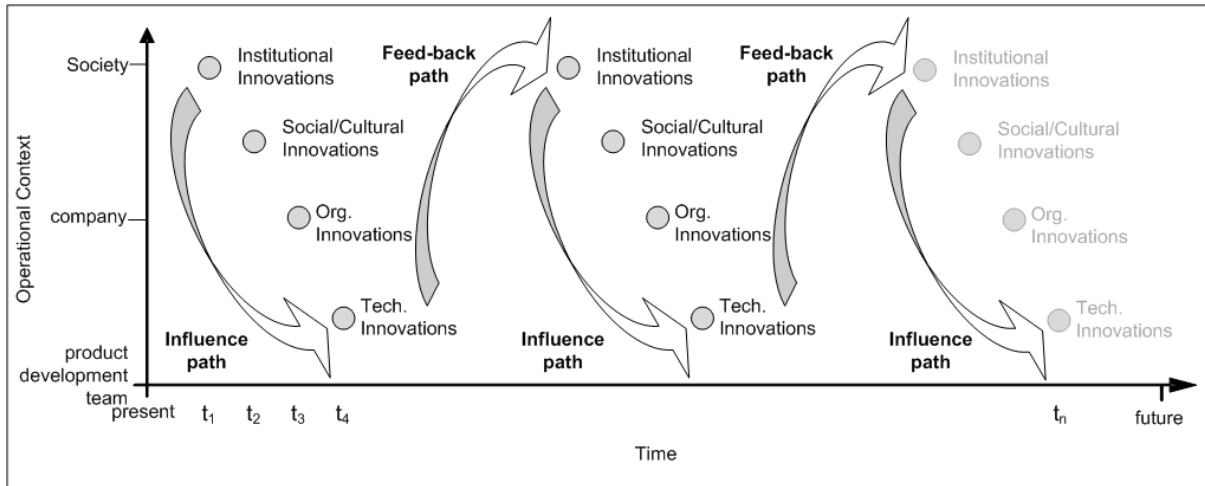 Society
company
product
development
team
Operational Context
Institutional
Innovations
Social/Cultural
Innovations
Org.
Innovations
Tech.
Innovations
Influence
path
Feed-back
path
Institutional
Innovations
Social/Cultural
Innovations
Org.
Innovations
Tech.
Innovations
Influence
path
Feed-back
path
Institutional
Innovations
Social/Cultural
Innovations
Org.
Innovations
Tech.
Innovations
Influence
path
present t₁ t₂ t₃ t₄ tₙ future
Time